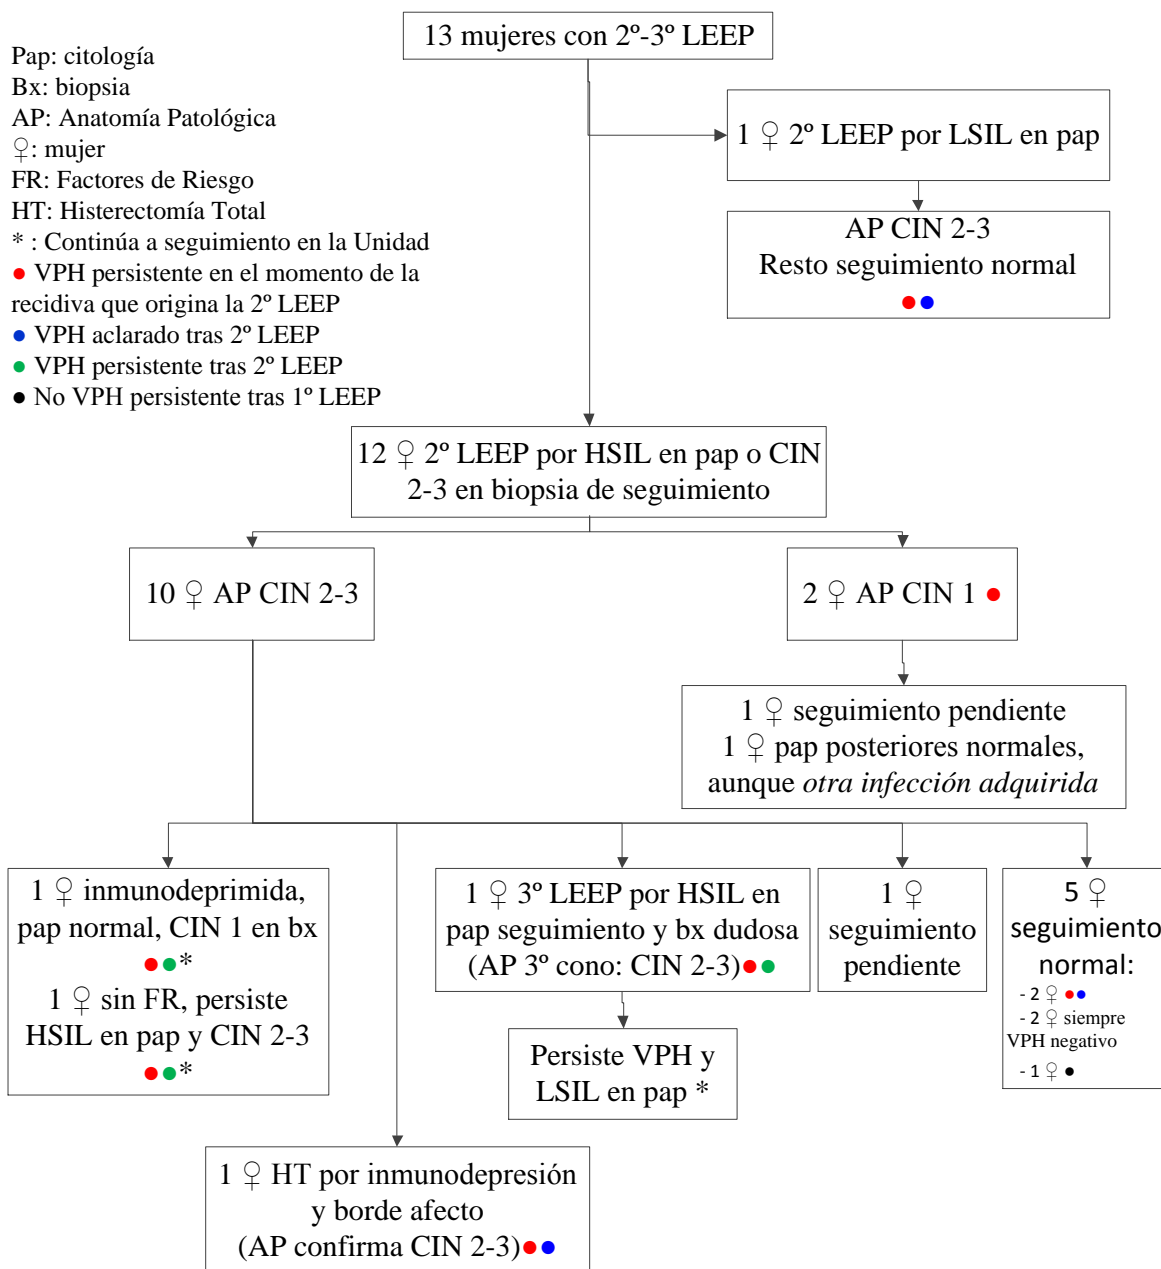 13 mujeres con 2º-3º LEEP
Pap: citología
Bx: biopsia
AP: Anatomía Patológica
♀: mujer
FR: Factores de Riesgo
HT: Histerectomía Total
* : Continúa a seguimiento en la Unidad
● VPH persistente en el momento de la
recidiva que origina la 2º LEEP
● VPH aclarado tras 2º LEEP
● VPH persistente tras 2º LEEP
● No VPH persistente tras 1º LEEP
1 ♀ 2º LEEP por LSIL en pap
AP CIN 2-3
Resto seguimiento normal
●●
12 ♀ 2º LEEP por HSIL en pap o CIN
2-3 en biopsia de seguimiento
10 ♀ AP CIN 2-3
2 ♀ AP CIN 1 ●
1 ♀ seguimiento pendiente
1 ♀ pap posteriores normales,
aunque otra infección adquirida
1 ♀ inmunodeprimida,
pap normal, CIN 1 en bx
●●*
1 ♀ sin FR, persiste
HSIL en pap y CIN 2-3
●●*
1 ♀ 3º LEEP por HSIL en
pap seguimiento y bx dudosa
(AP 3º cono: CIN 2-3)●●
Persiste VPH y
LSIL en pap *
1 ♀
seguimiento
pendiente
5 ♀
seguimiento
normal:
- 2 ♀ ●●
- 2 ♀ siempre
VPH negativo
- 1 ♀ ●
1 ♀ HT por inmunodepresión
y borde afecto
(AP confirma CIN 2-3)●●